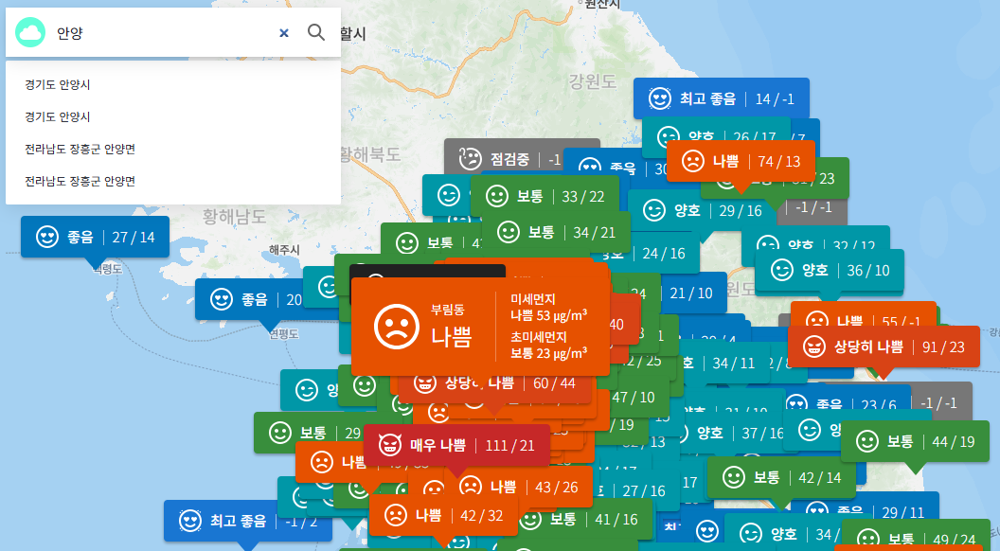 원산시
안양
할시
경기도 안양시
경기도 안양시
전라남도 장흥군 안양면
전라남도 장흥군 안양면
강원도
최고 좋음 14 / -1
양호 26 / 17
/ 7
황해북도
점검중 -1
좋음 30
나쁨 74 / 13
/ 23
보통 33 / 22
양호 29 / 16
-1 / -1
황해남도
좋음 27 / 14
해주시
보통 41
보통 34 / 21
24 / 16
양호 32 / 12
양호 36 / 10
좋음 20
연평도
부림동
나쁨
미세먼지
나쁨 53 μg/m³
초미세먼지
보통 23 μg/m³
24
21 / 10
40
원도
나쁨 55 / -1
상당히 나쁨 91 / 23
호 34 / 11
2 / 25
상당히 나쁨 60 / 44
47 / 10
/ 19
좋음 23 / 6
-1 / -1
보통 29
매우 나쁨 111 / 21
양호 37 / 16
양
보통 44 / 19
나쁨
나쁨 43 / 26
27 / 16
17
보통 42 / 14
최고 좋음 -1 / 2
나쁨 42 / 32
보통 41 / 16
양호 34 /
좋음 29 / 11
보통 49 / 24